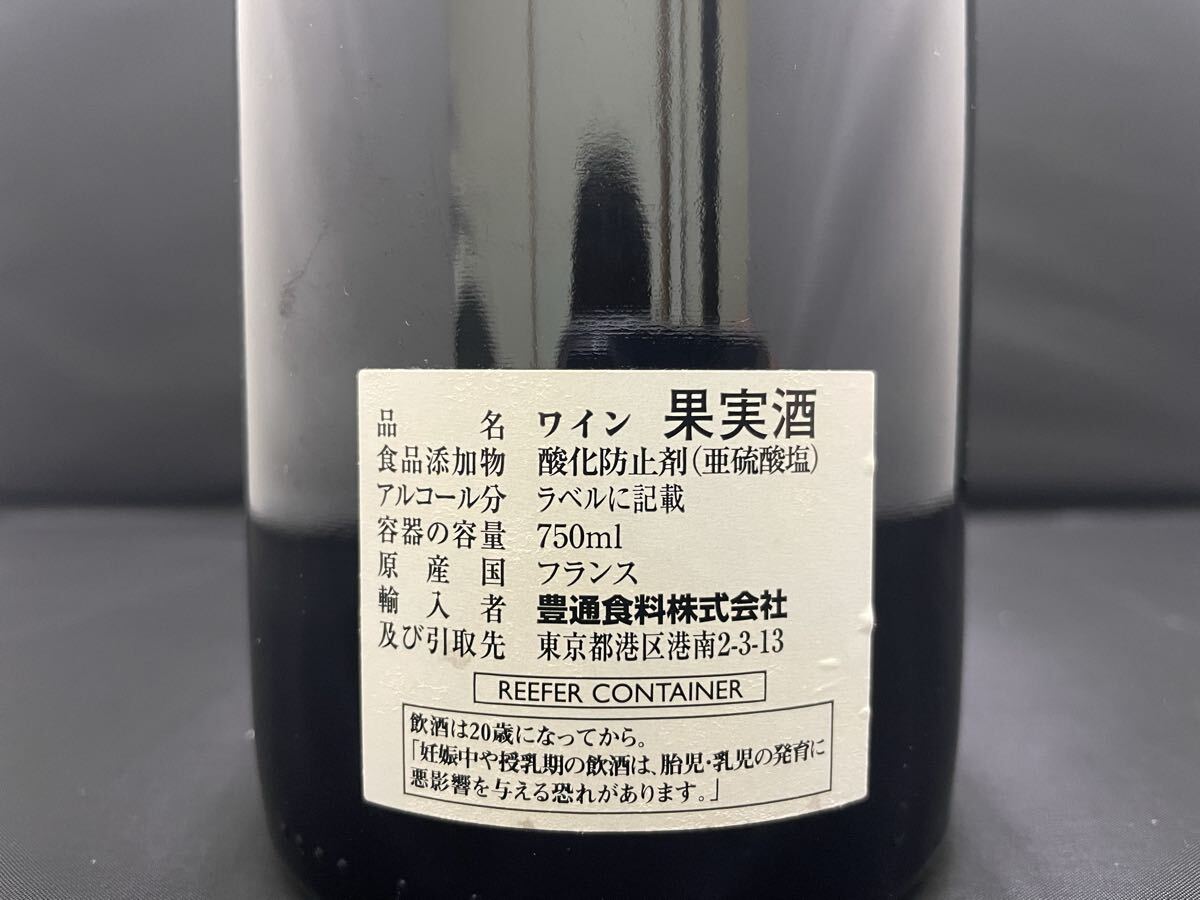 品名 ワイン 果実酒
食品添加物 酸化防止剤(亜硫酸塩)
アルコール分 ラベルに記載
容器の容量 750ml
原産国 フランス
輸入者 豊通食料株式会社
及び引取先 東京都港区港南2-3-13
REEFER CONTAINER
飲酒は20歳になってから。
「妊娠中や授乳期の飲酒は、胎児・乳児の発育に
悪影響を与える恐れがあります。」